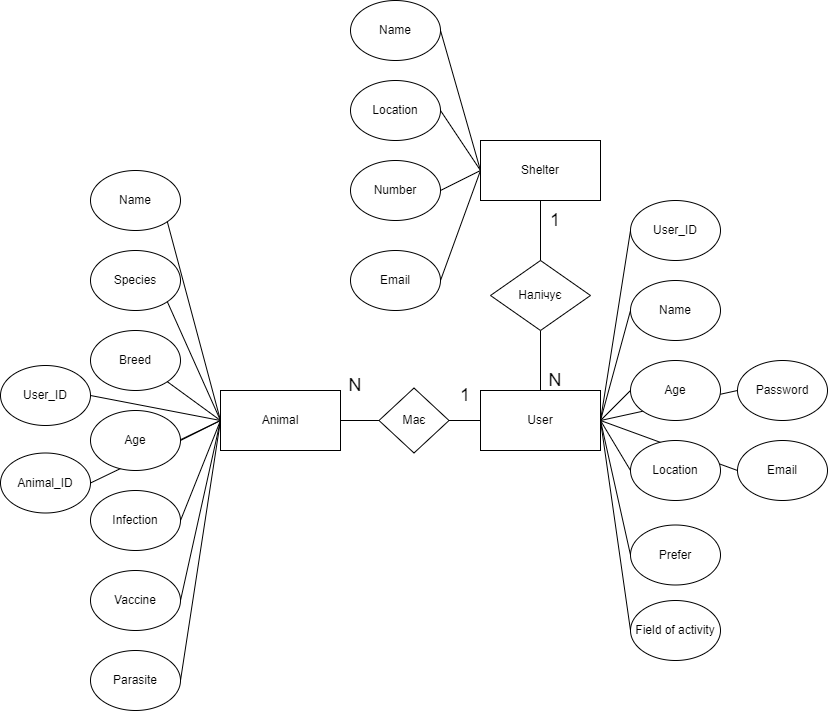 Name
Location
Shelter
Number
Name
1
User_ID
Species
Email
Налічує
Name
Breed
N
N
User_ID
1
Age
Password
Animal
Має
User
Age
Location
Email
Animal_ID
Infection
Prefer
Vaccine
Field of activity
Parasite